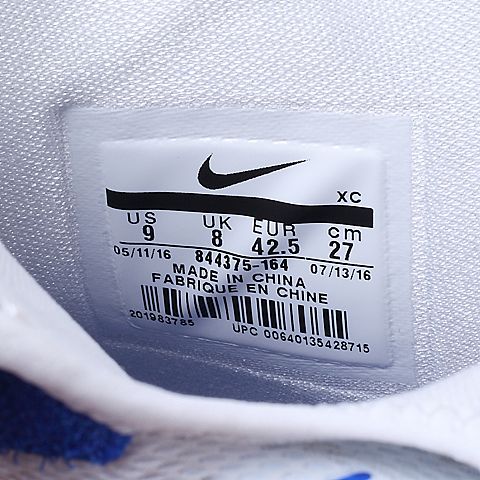 XC
US UK EUR cm
9 8 42.5 27
05/11/16 844375-164 07/13/16
MADE IN CHINA
FABRIQUE EN CHINE
201983785 UPC 00640135428715